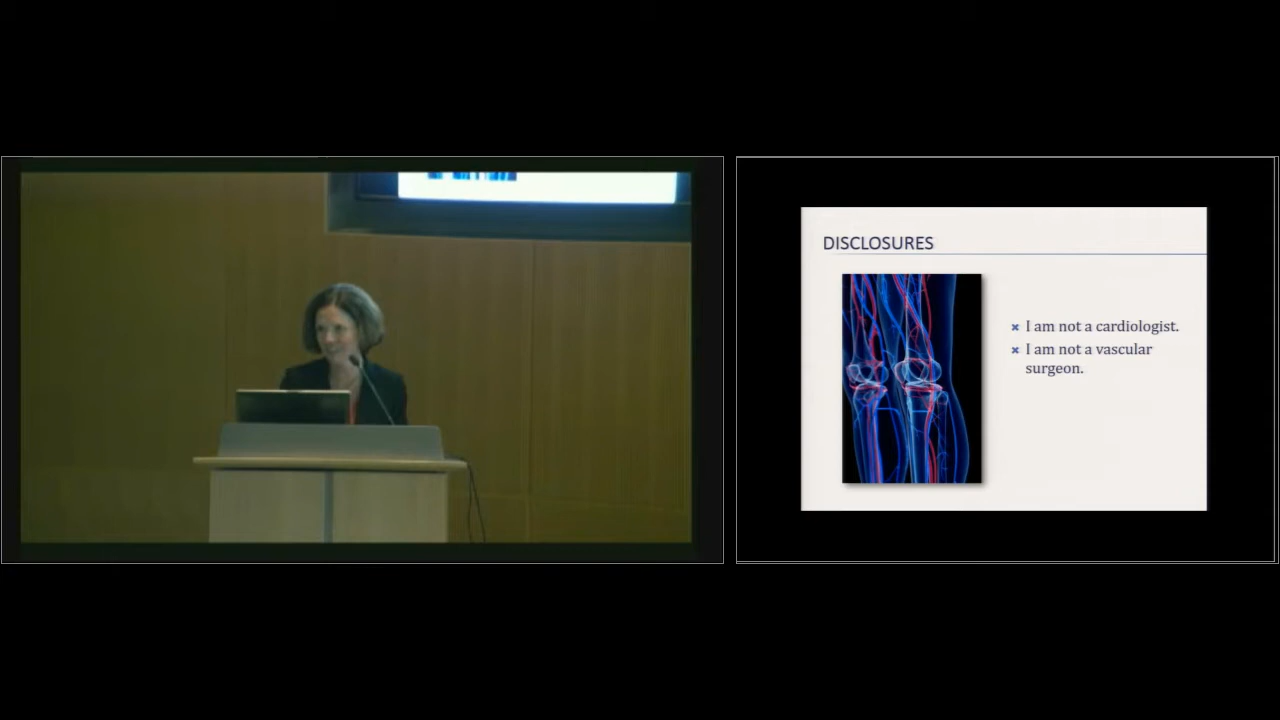 DISCLOSURES
× I am not a cardiologist.
× I am not a vascular
surgeon.